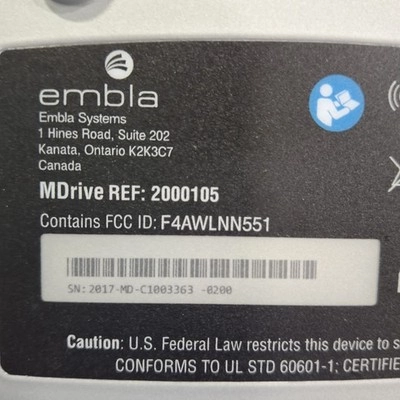 embla
Embla Systems
1 Hines Road, Suite 202
Kanata, Ontario K2K3C7
Canada
MDrive REF: 2000105
Contains FCC ID: F4AWLNN551
SN: 2017-MD-C1003363 -0200
Caution: U.S. Federal Law restricts this device to s
CONFORMS TO UL STD 60601-1; CERTIFIE